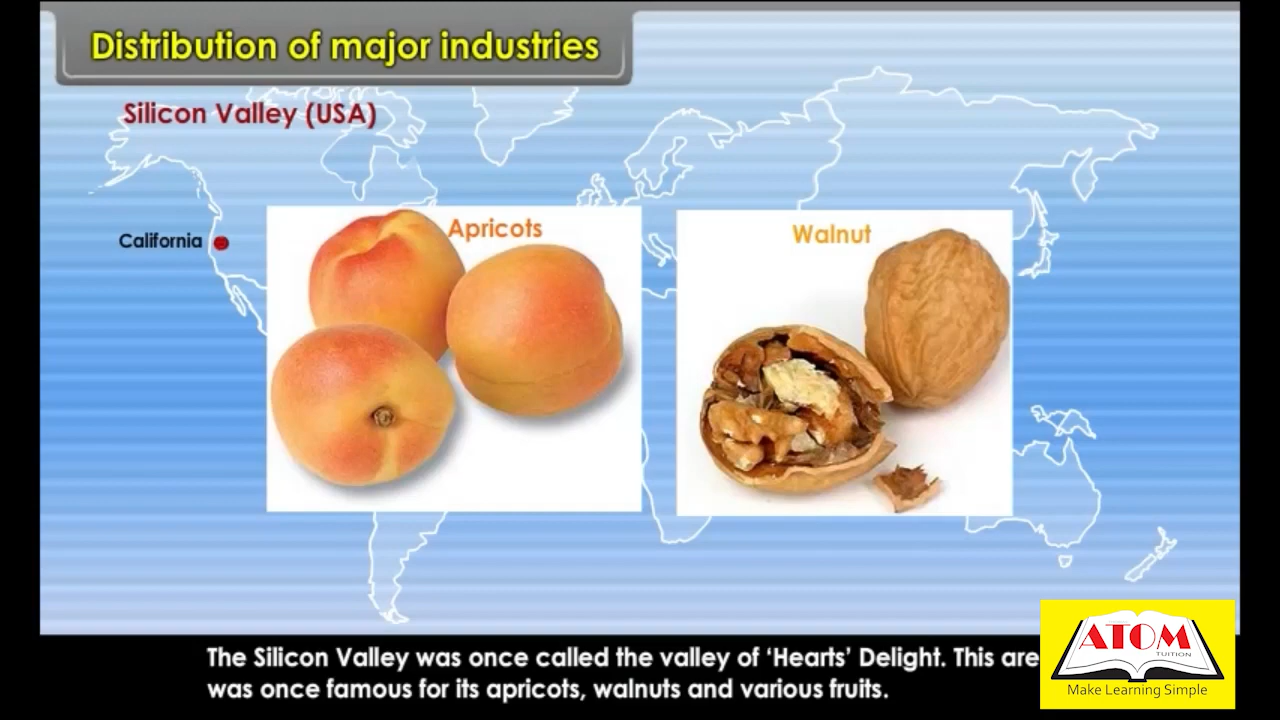 Distribution of major industries
Silicon Valley (USA)
Apricots
Walnut
California
The Silicon Valley was once called the valley of ‘Hearts’ Delight. This are
was once famous for its apricots, walnuts and various fruits.
ATOM
TUITION
Make Learning Simple